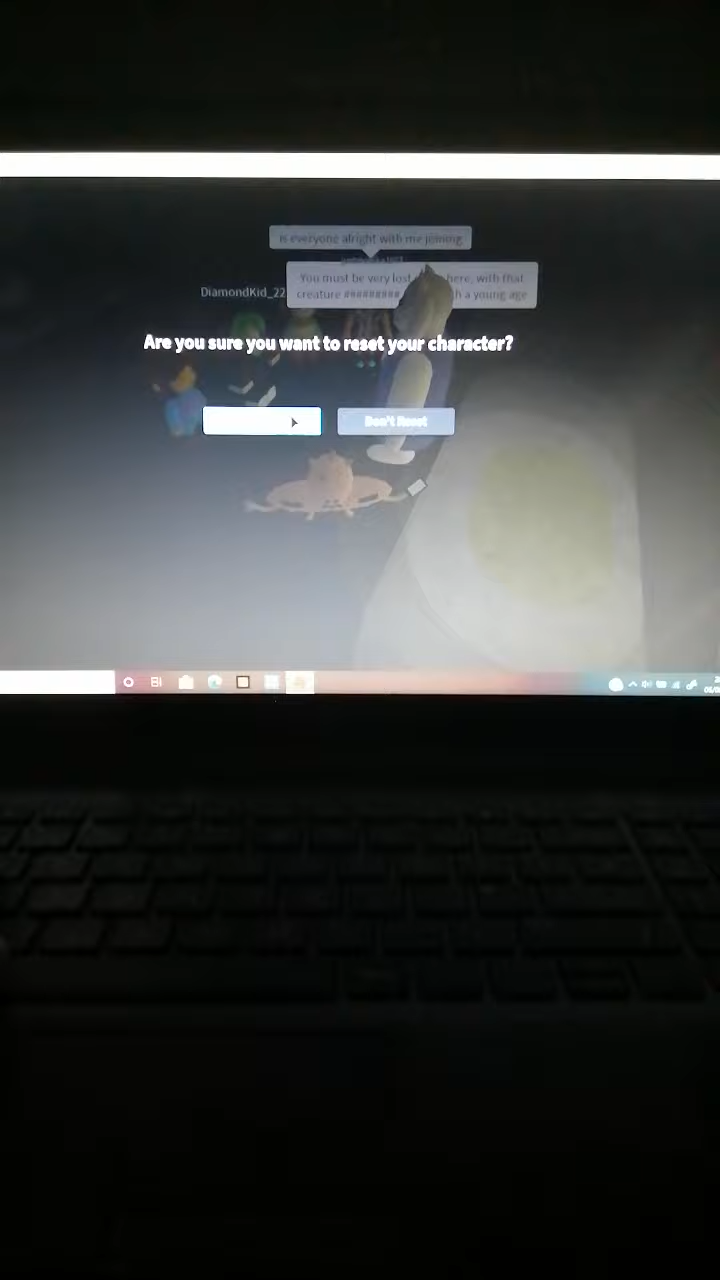 is everyone alright with me joining
You must be very lost here, with that
creature ######### h a young age
DiamondKid_22
Are you sure you want to reset your character?
Don't Reset